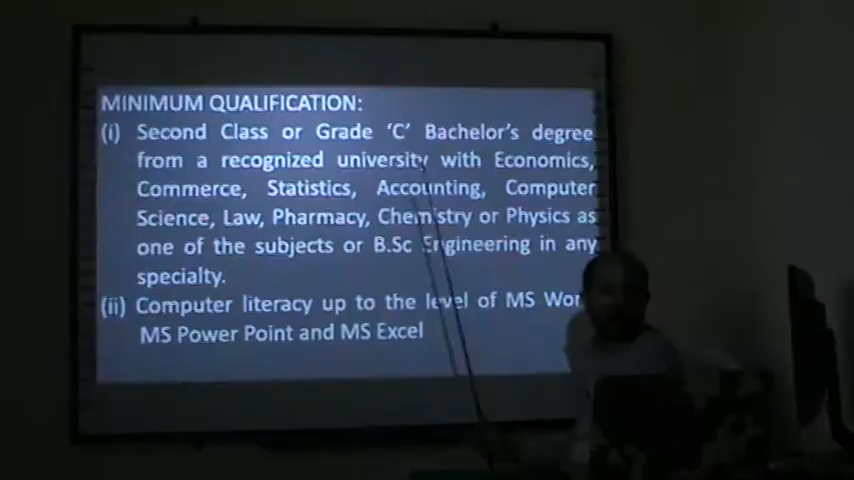 MINIMUM QUALIFICATION:
(i) Second Class or Grade ‘C’ Bachelor’s degree
from a recognized university with Economics,
Commerce, Statistics, Accounting, Computer
Science, Law, Pharmacy, Chemistry or Physics as
one of the subjects or B.Sc Engineering in any
specialty.
(ii) Computer literacy up to the level of MS
MS Power Point and MS Excel